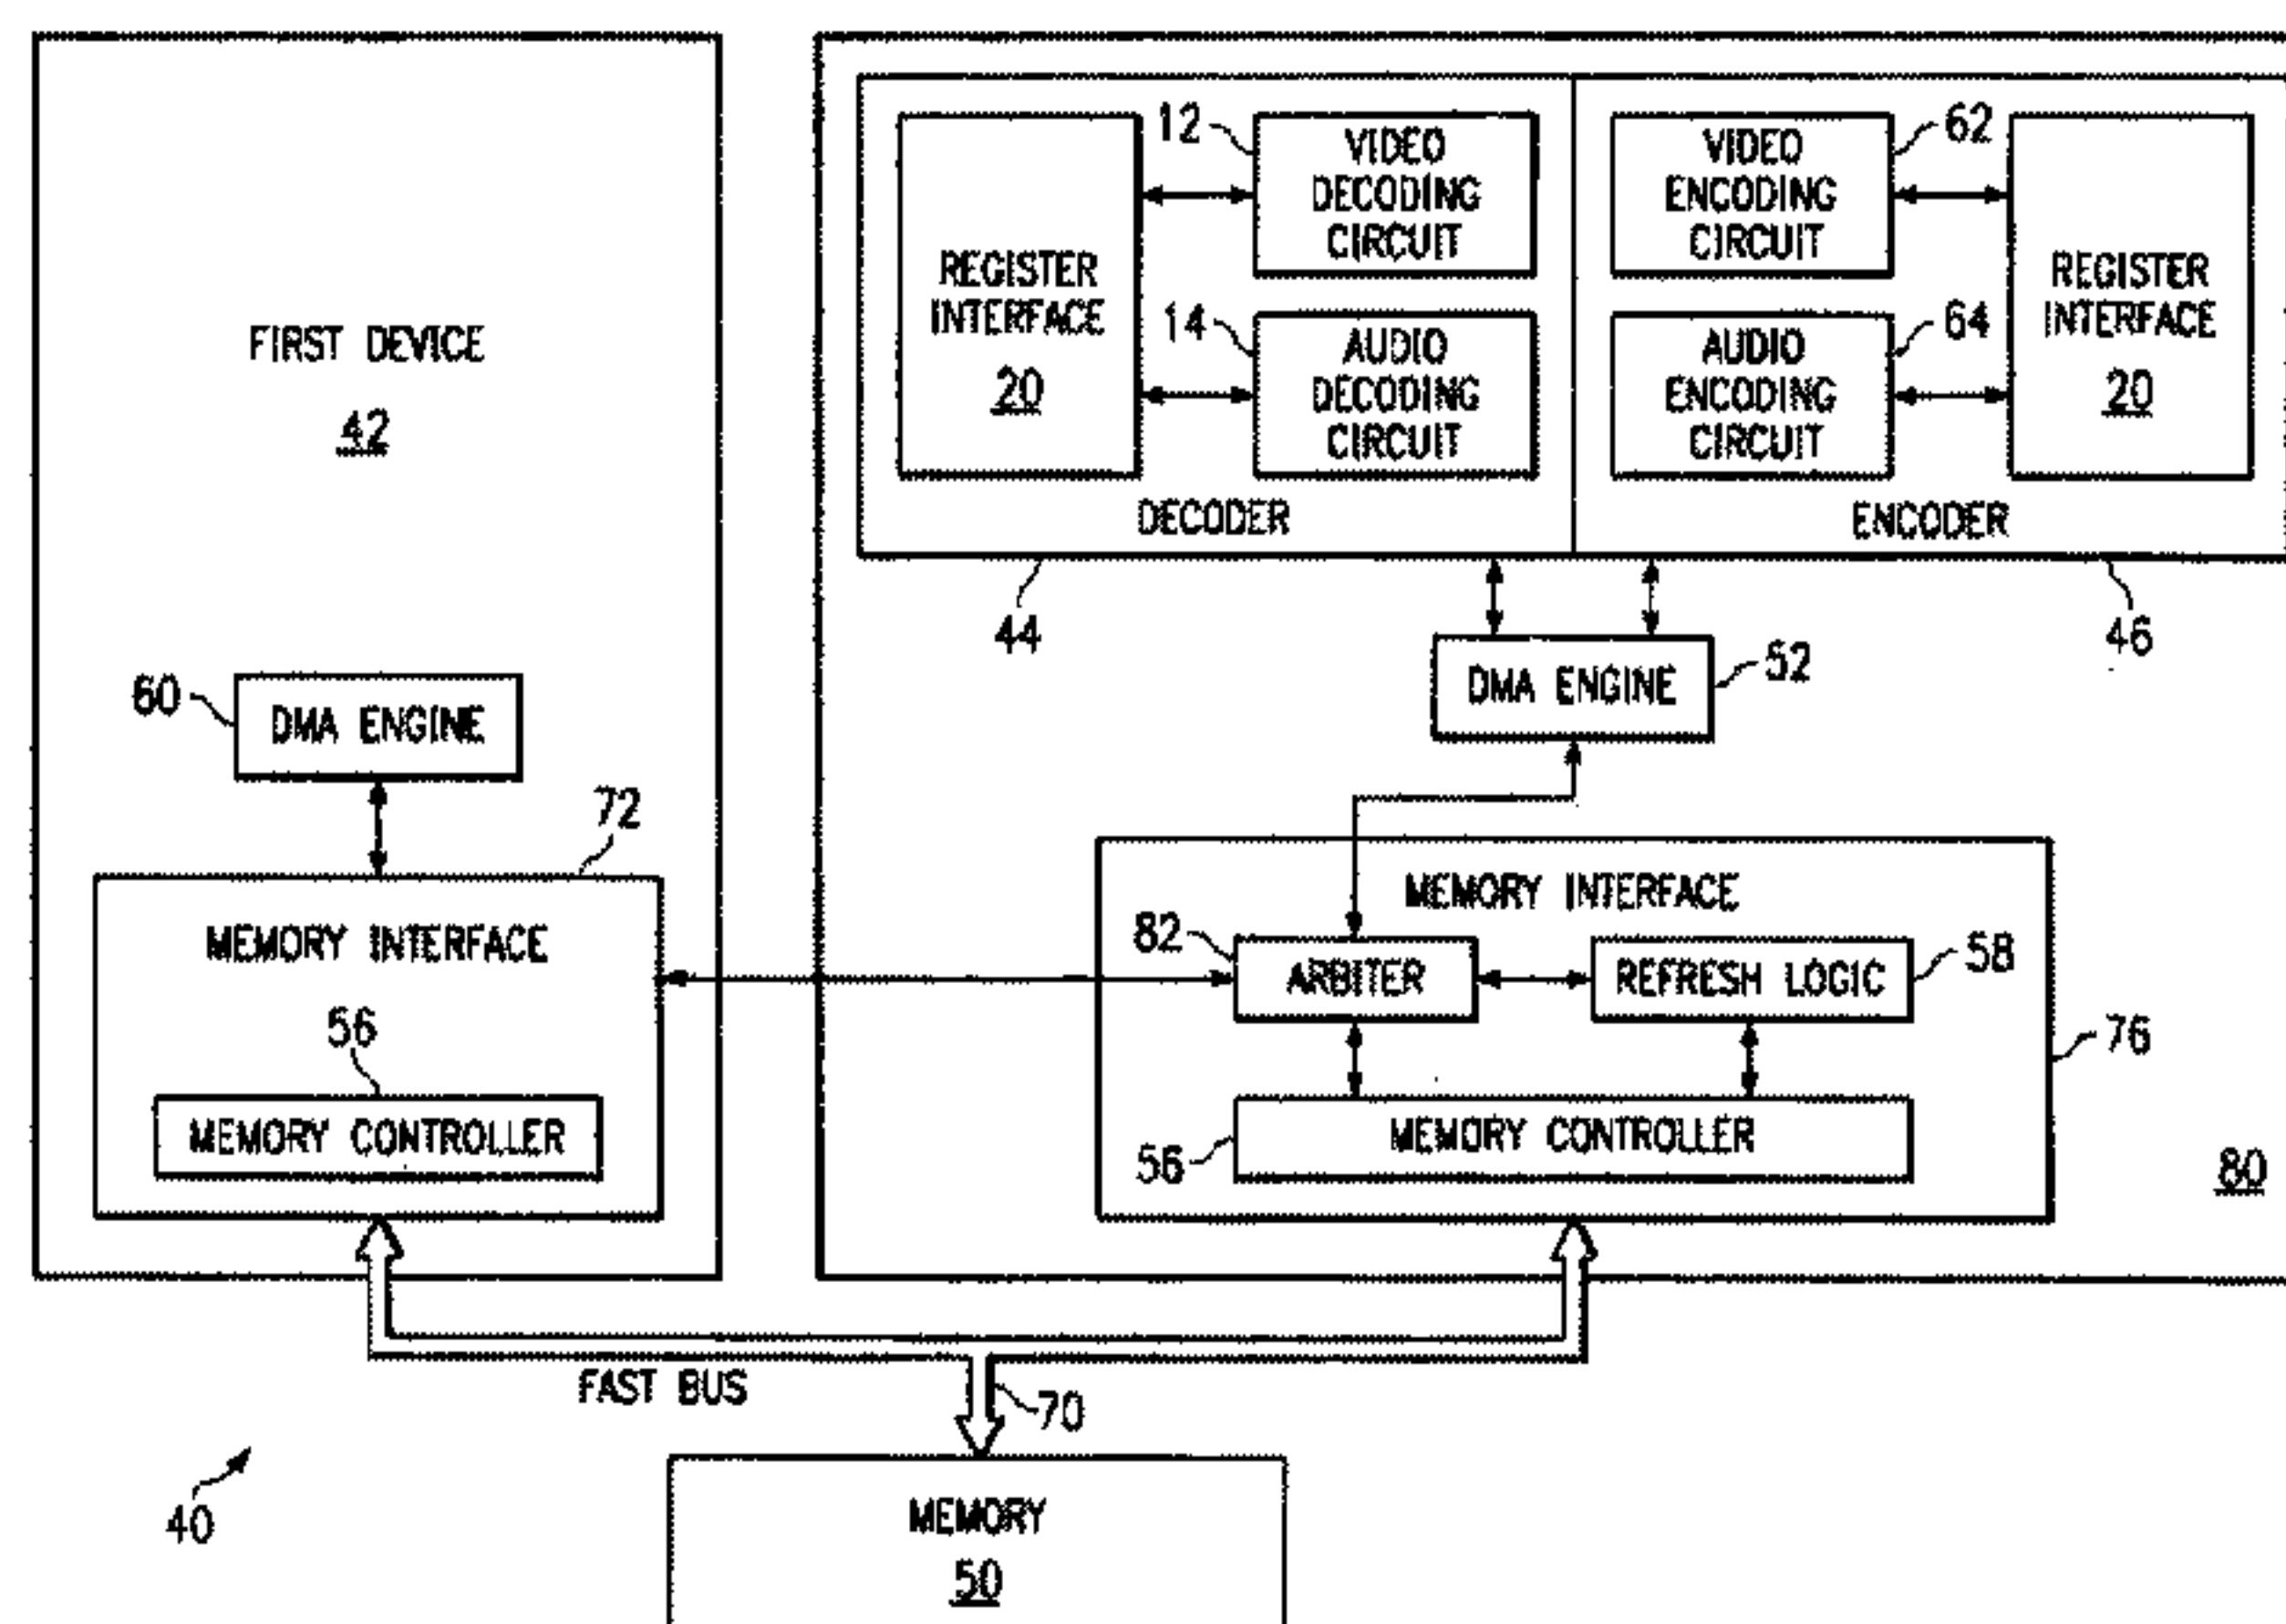 FIRST DEVICE
42
60
DMA ENGINE
72
MEMORY INTERFACE
56
MEMORY CONTROLLER
REGISTER
INTERFACE
20
12
VIDEO
DECODING
CIRCUIT
14
AUDIO
DECODING
CIRCUIT
DECODER
44
VIDEO
ENCODING
CIRCUIT
62
AUDIO
ENCODING
CIRCUIT
64
REGISTER
INTERFACE
20
ENCODER
46
DMA ENGINE
52
MEMORY INTERFACE
82
ARBITER
REFRESH LOGIC
58
76
56
MEMORY CONTROLLER
80
FAST BUS
70
40
MEMORY
50